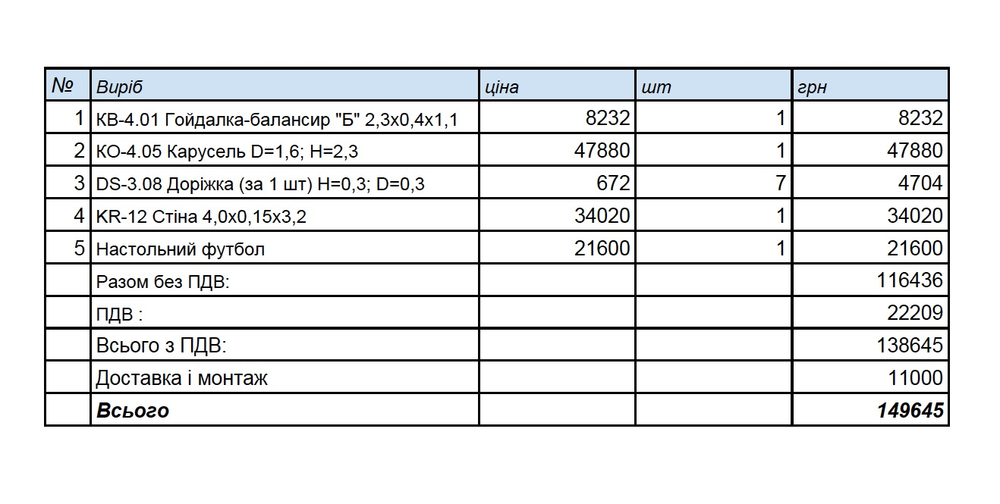 № Виріб ціна шт грн
1 КВ-4.01 Гойдалка-балансир "Б" 2,3х0,4х1,1 8232 1 8232
2 КО-4.05 Карусель D=1,6; H=2,3 47880 1 47880
3 DS-3.08 Доріжка (за 1 шт) H=0,3; D=0,3 672 7 4704
4 KR-12 Стіна 4,0х0,15х3,2 34020 1 34020
5 Настольний футбол 21600 1 21600
Разом без ПДВ: 116436
ПДВ : 22209
Всього з ПДВ: 138645
Доставка і монтаж 11000
Всього 149645